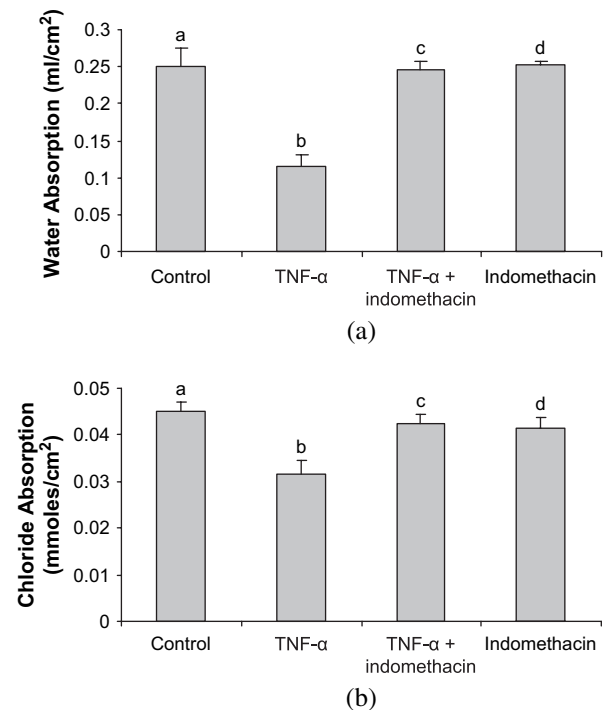 Water Absorption (ml/cm²)
0.3
0.25
0.2
0.15
0.1
0.05
0
a
b
c
d
Control
TNF-α
TNF-α +
indomethacin
Indomethacin
(a)
Chloride Absorption
(mmoles/cm²)
0.05
0.04
0.03
0.02
0.01
0
a
b
c
d
Control
TNF-α
TNF-α +
indomethacin
Indomethacin
(b)